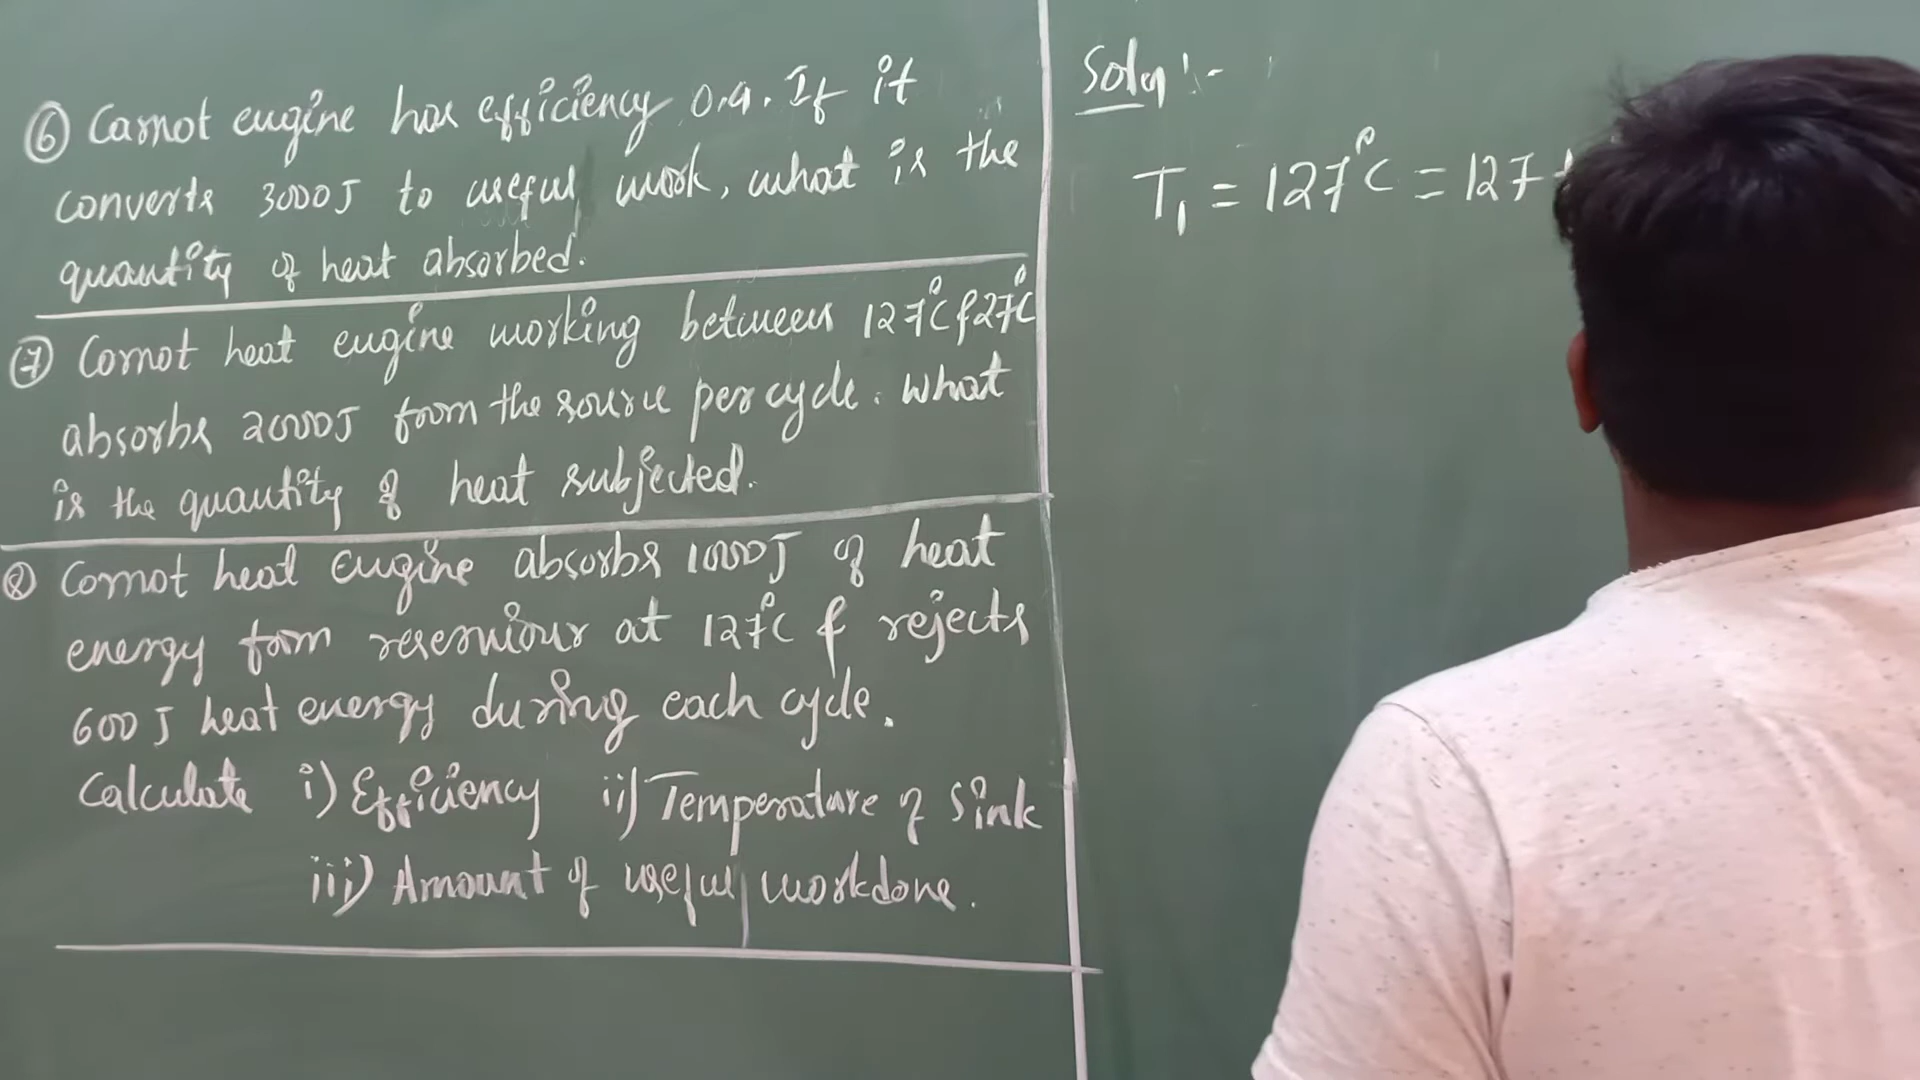 ⑥ Carnot engine has efficiency 0.4. If it
converts 3000J to useful work, what is the
quantity of heat absorbed.
⑦ Carnot heat engine working between 127°C & 27°C
absorbs 2000J from the source per cycle. What
is the quantity of heat subjected.
⑧ Carnot heat engine absorbs 1000J of heat
energy from at 127°C & rejects
600J heat energy during each cycle.
Calculate i) Efficiency ii) Temperature of Sink
iii) Amount of useful workdone.
Soln :-
T₁ = 127°C = 127 +